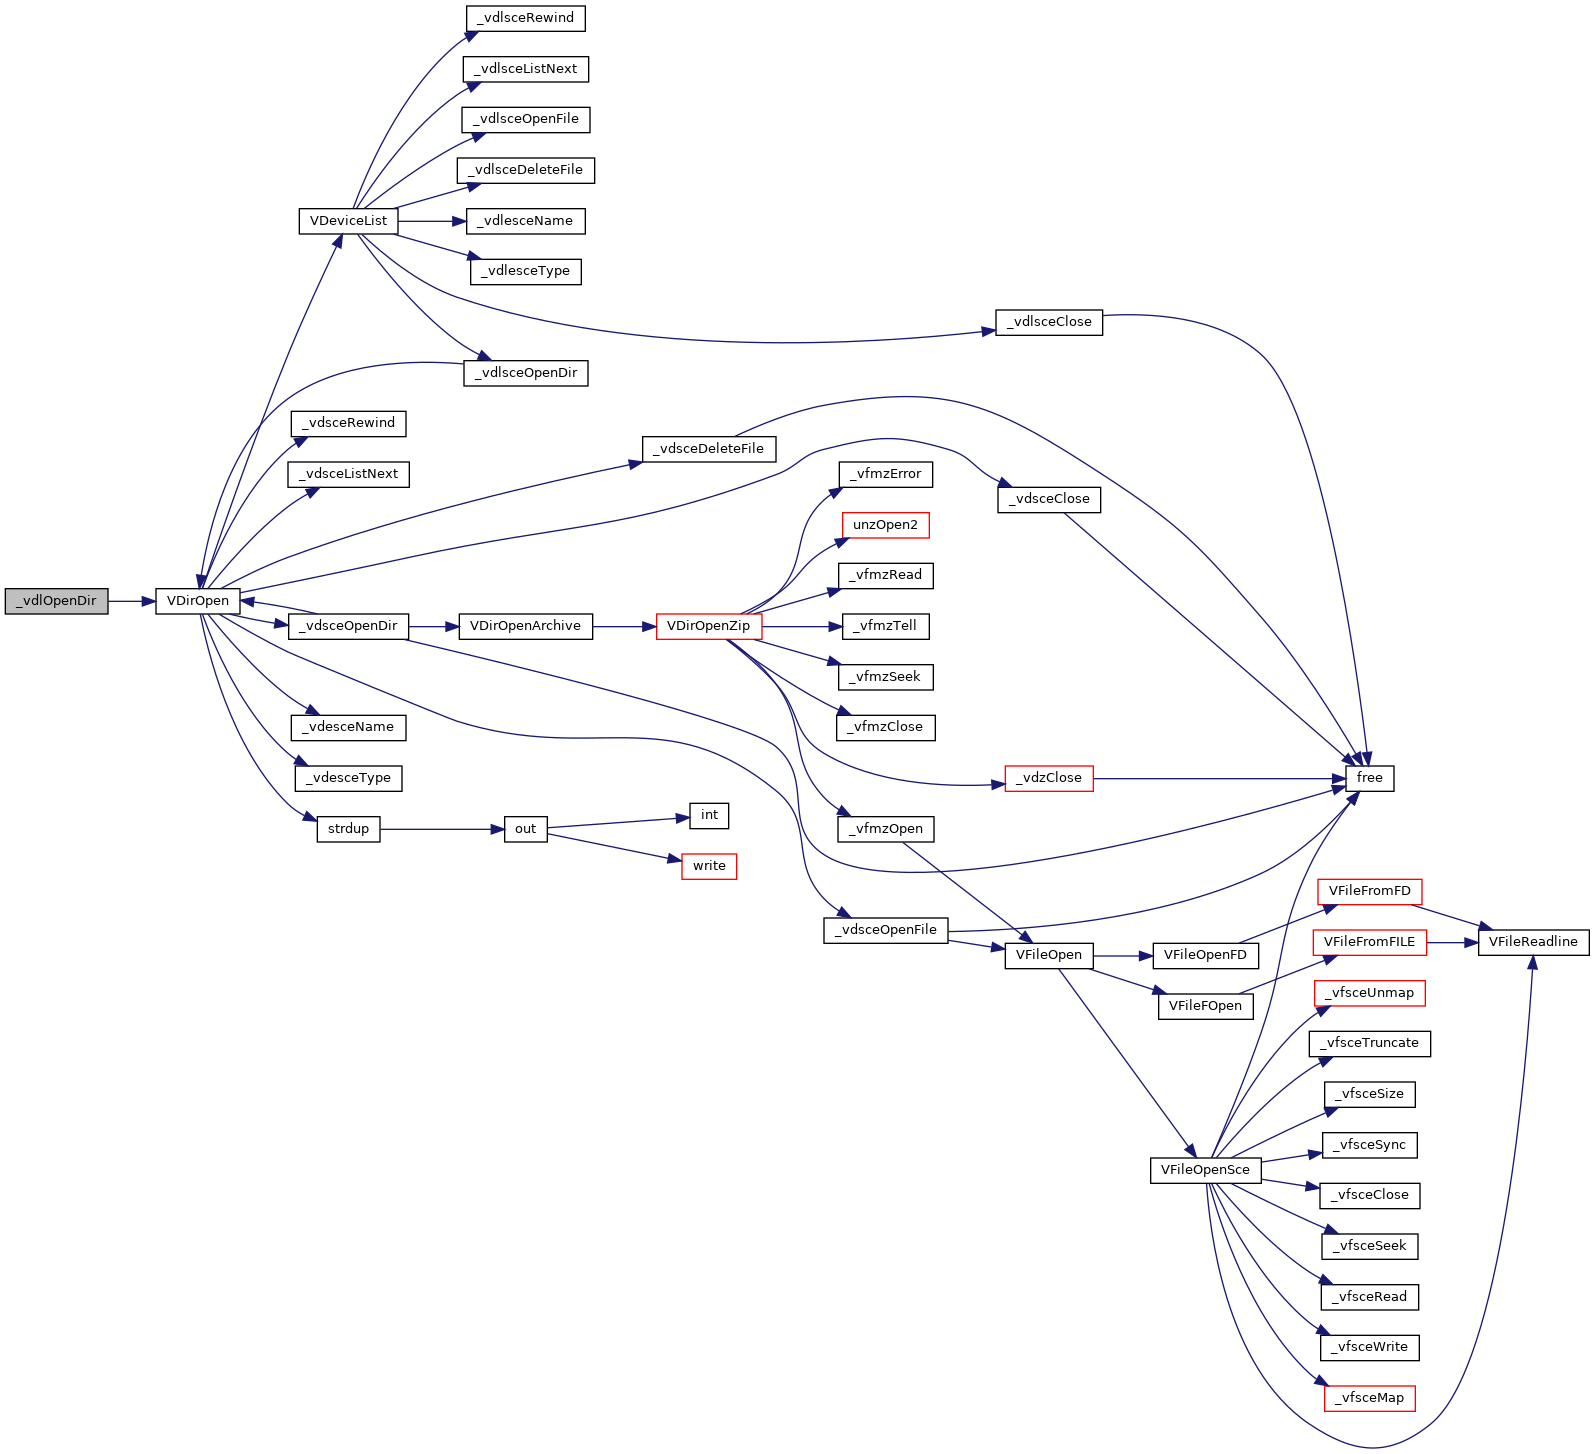 _vdlsceRewind
_vdlsceListNext
_vdlsceOpenFile
_vdlsceDeleteFile
VDeviceList
_vdlesceName
_vdlesceType
_vdlsceClose
_vdlsceOpenDir
_vdsceRewind
_vdsceDeleteFile
_vdsceListNext
_vfmzError
_vdsceClose
unzOpen2
_vfmzRead
_vdlOpenDir
VDirOpen
_vdsceOpenDir
VDirOpenArchive
VDirOpenZip
_vfmzTell
_vfmzSeek
_vdesceName
_vfmzClose
_vdesceType
_vdzClose
free
strdup
out
int
_vfmzOpen
write
VFileFromFD
_vdsceOpenFile
VFileOpen
VFileOpenFD
VFileFromFILE
VFileReadline
_vfsceUnmap
VFileFOpen
_vfsceTruncate
_vfsceSize
_vfsceSync
VFileOpenSce
_vfsceClose
_vfsceSeek
_vfsceRead
_vfsceWrite
_vfsceMap